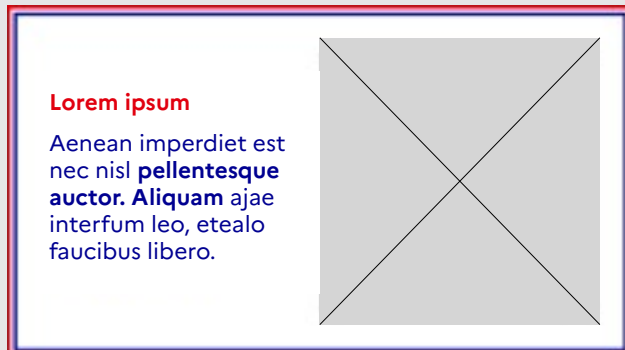 Lorem ipsum
Aenean imperdiet est
nec nisl pellentesque
auctor. Aliquam ajae
interfum leo, etealo
faucibus libero.